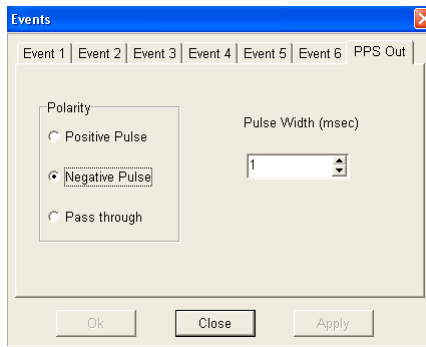 Events
Event 1 Event 2 Event 3 Event 4 Event 5 Event 6 PPS Out
Polarity
Positive Pulse
Negative Pulse
Pass through
Pulse Width (msec)
1
Ok Close Apply